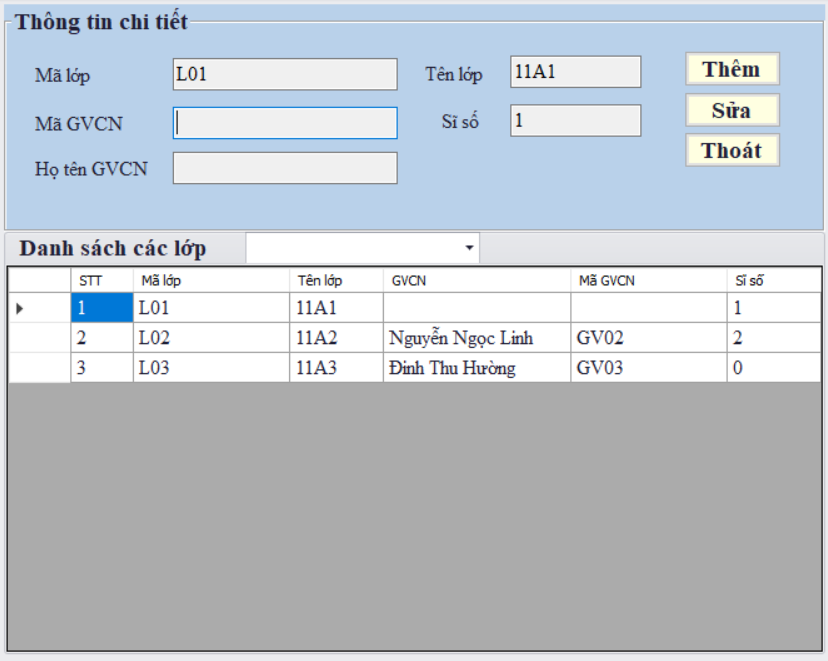 Thông tin chi tiết
Mã lớp L01 Tên lớp 11A1 Thêm
Mã GVCN Sĩ số 1 Sửa
Họ tên GVCN Thoát
Danh sách các lớp
STT Mã lớp Tên lớp GVCN Mã GVCN Sĩ số
1 L01 11A1 1
2 L02 11A2 Nguyễn Ngọc Linh GV02 2
3 L03 11A3 Đinh Thu Hường GV03 0